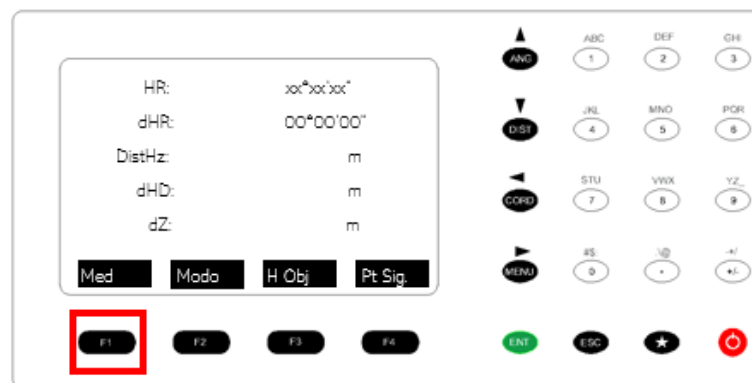 HR: xx°xx'xx"
dHR: 00°00'00"
DistHz: m
dHD: m
dZ: m
Med Modo H Obj Pt Sig.
F1 F2 F3 F4
ABC DEF GHI
ANG 1 2 3
JKL MNO PQR
DIST 4 5 6
STU VWX YZ_
CORD 7 8 9
#$ .\@ -+/
MENU 0 . +/-
ENT ESC